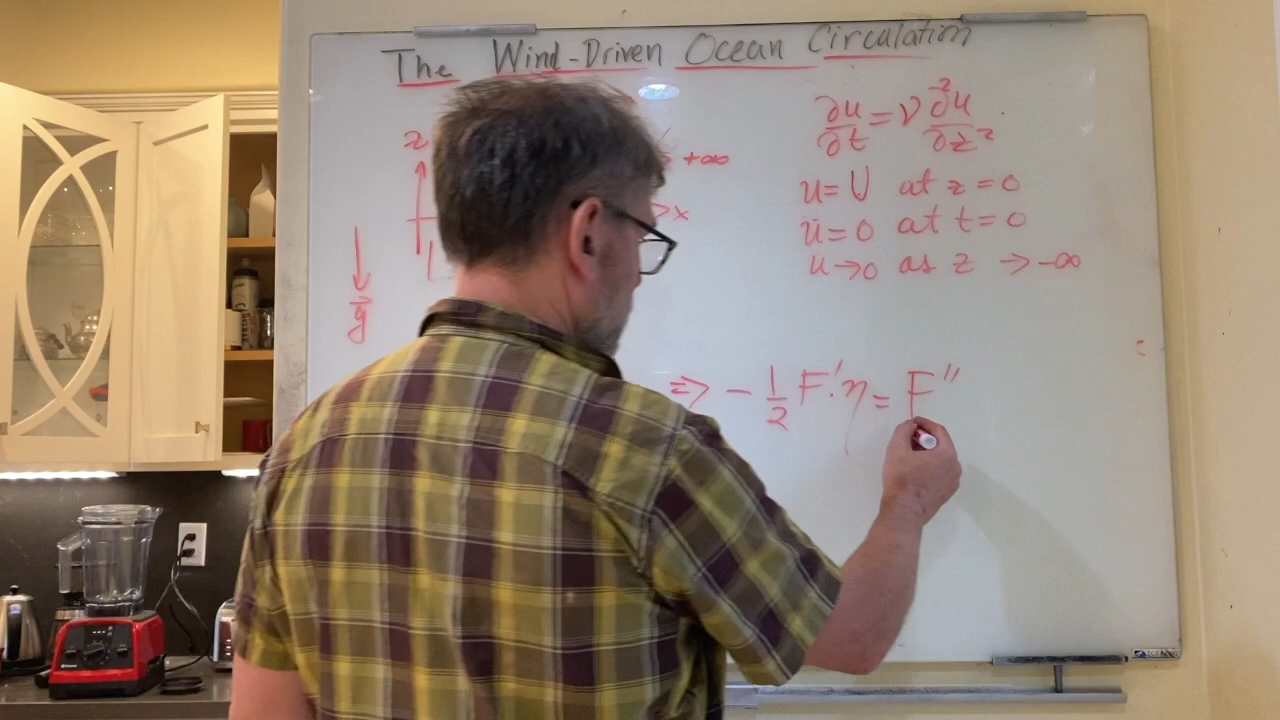 The Wind-Driven Ocean Circulation
z
+∞
x
g⃗
∂u/∂t = ν ∂²u/∂z²
u = U at z = 0
u = 0 at t = 0
u → 0 as z → -∞
⇒ - 1/2 F'·η = F''